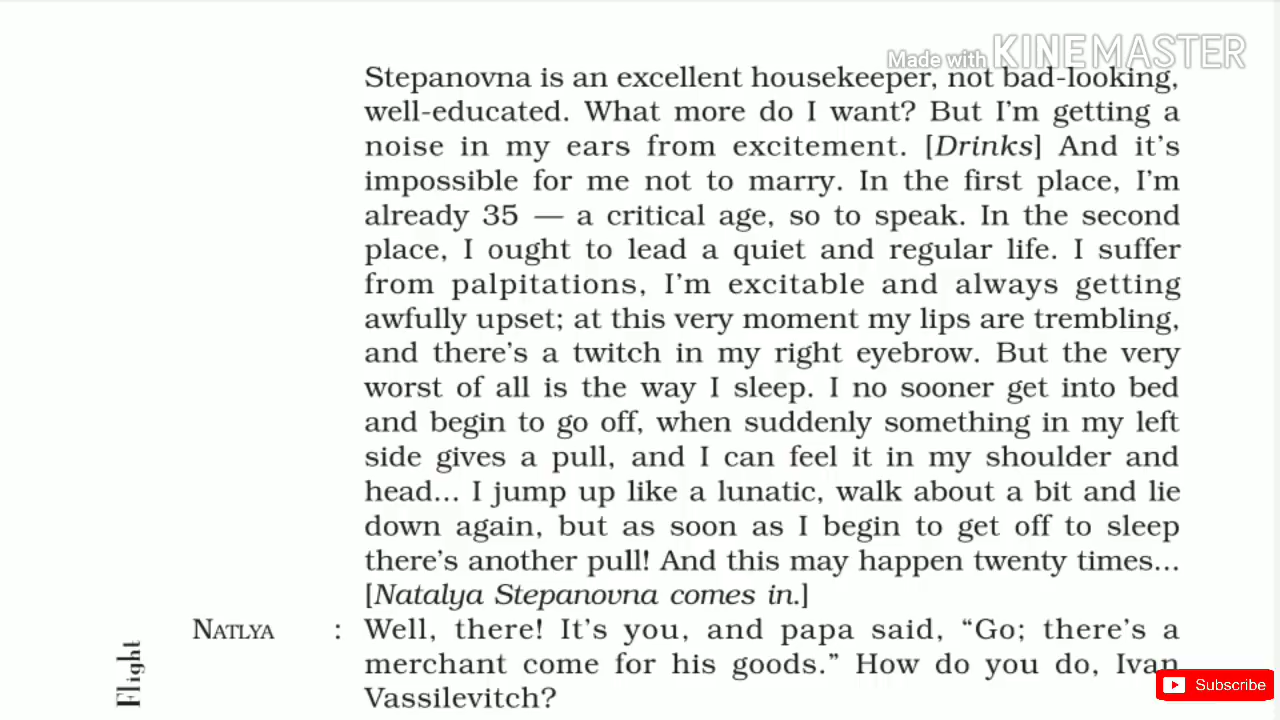 Made with KINEMASTER
Stepanovna is an excellent housekeeper, not bad-looking,
well-educated. What more do I want? But I'm getting a
noise in my ears from excitement. [Drinks] And it's
impossible for me not to marry. In the first place, I'm
already 35 — a critical age, so to speak. In the second
place, I ought to lead a quiet and regular life. I suffer
from palpitations, I'm excitable and always getting
awfully upset; at this very moment my lips are trembling,
and there's a twitch in my right eyebrow. But the very
worst of all is the way I sleep. I no sooner get into bed
and begin to go off, when suddenly something in my left
side gives a pull, and I can feel it in my shoulder and
head... I jump up like a lunatic, walk about a bit and lie
down again, but as soon as I begin to get off to sleep
there's another pull! And this may happen twenty times...
[Natalya Stepanovna comes in.]
NATLYA : Well, there! It's you, and papa said, “Go; there's a
merchant come for his goods.” How do you do, Ivan
Vassilevitch?
Flight
Subscribe